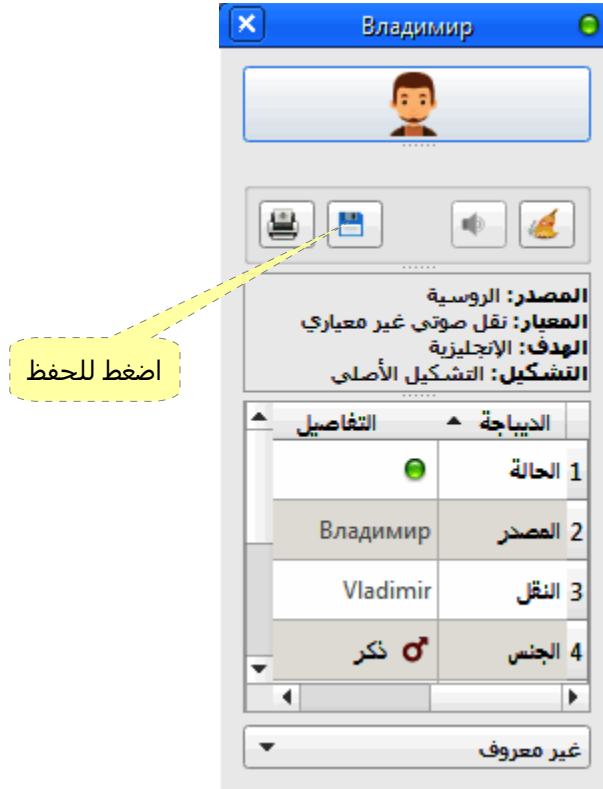 Владимир
اضغط للحفظ
المصدر: الروسية
المعيار: نقل صوتي غير معياري
الهدف: الإنجليزية
التشكيل: التشكيل الأصلي
الديباجة التفاصيل
1 الحالة
2 المصدر Владимир
3 النقل Vladimir
4 الجنس ذكر
غير معروف